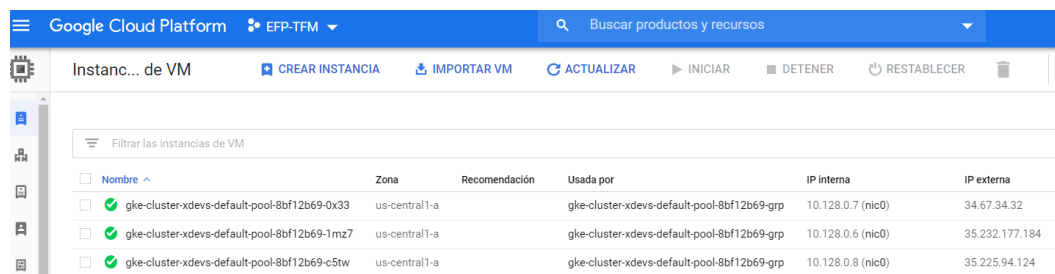 Google Cloud Platform EFP-TFM Buscar productos y recursos
Instanc... de VM CREAR INSTANCIA IMPORTAR VM ACTUALIZAR INICIAR DETENER RESTABLECER
Filtrar las instancias de VM
Nombre Zona Recomendación Usada por IP interna IP externa
gke-cluster-xdevs-default-pool-8bf12b69-0x33 us-central1-a gke-cluster-xdevs-default-pool-8bf12b69-grp 10.128.0.7 (nic0) 34.67.34.32
gke-cluster-xdevs-default-pool-8bf12b69-1mz7 us-central1-a gke-cluster-xdevs-default-pool-8bf12b69-grp 10.128.0.6 (nic0) 35.232.177.184
gke-cluster-xdevs-default-pool-8bf12b69-c5tw us-central1-a gke-cluster-xdevs-default-pool-8bf12b69-grp 10.128.0.8 (nic0) 35.225.94.124